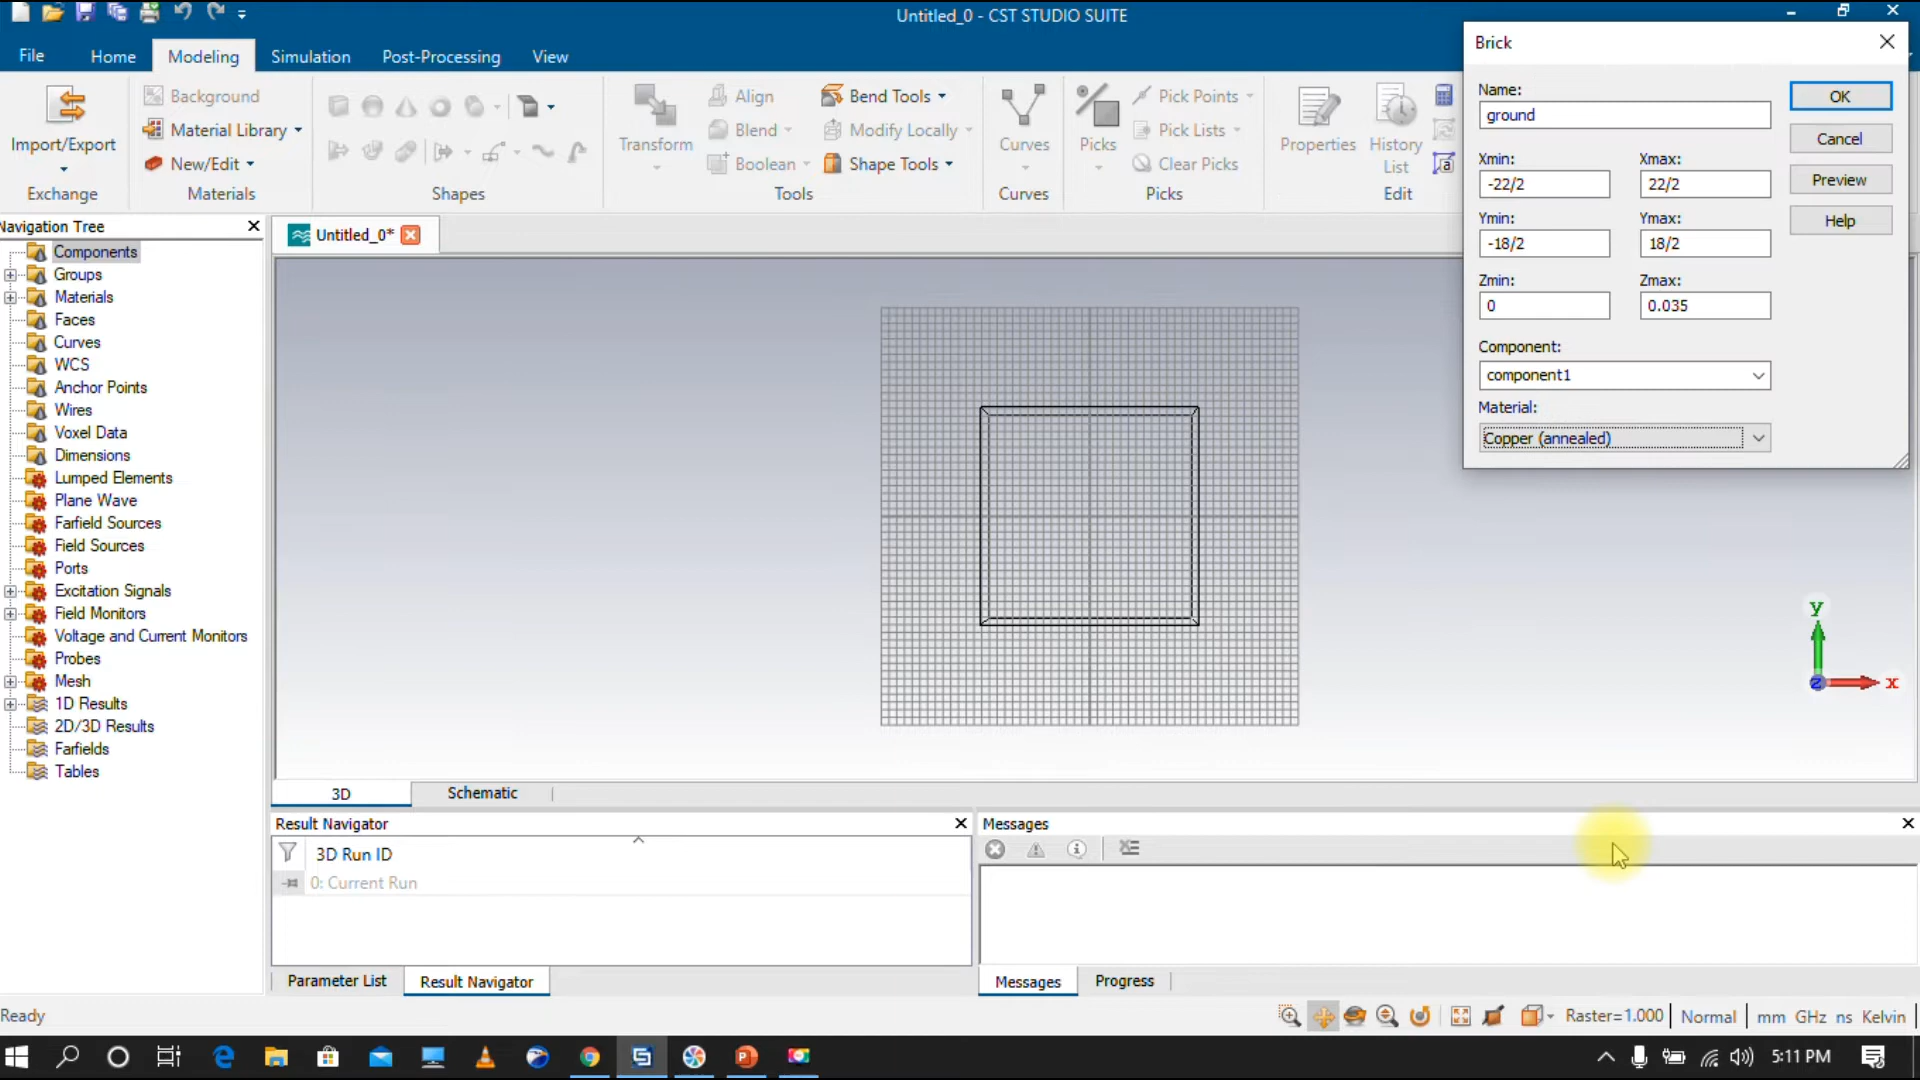 Untitled_0 - CST STUDIO SUITE
File Home Modeling Simulation Post-Processing View
Import/Export
Exchange
Background
Material Library
New/Edit
Materials
Shapes
Transform
Align
Blend
Boolean
Bend Tools
Modify Locally
Shape Tools
Tools
Curves
Curves
Picks
Pick Points
Pick Lists
Clear Picks
Picks
Properties
History
List
Edit
Brick
Name:
ground
OK
Cancel
Preview
Help
Xmin: Xmax:
-22/2 22/2
Ymin: Ymax:
-18/2 18/2
Zmin: Zmax:
0 0.035
Component:
component1
Material:
Copper (annealed)
Navigation Tree
Components
Groups
Materials
Faces
Curves
WCS
Anchor Points
Wires
Voxel Data
Dimensions
Lumped Elements
Plane Wave
Farfield Sources
Field Sources
Ports
Excitation Signals
Field Monitors
Voltage and Current Monitors
Probes
Mesh
1D Results
2D/3D Results
Farfields
Tables
Untitled_0*
y
z x
3D Schematic
Result Navigator
3D Run ID
0: Current Run
Parameter List Result Navigator
Messages
Messages Progress
Ready
Raster=1.000 Normal mm GHz ns Kelvin
5:11 PM